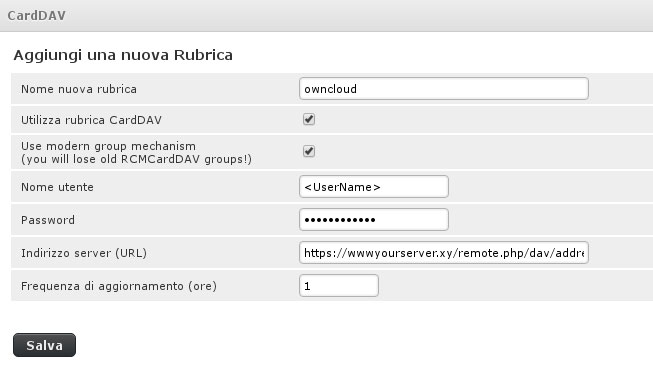 CardDAV
Aggiungi una nuova Rubrica
Nome nuova rubrica owncloud
Utilizza rubrica CardDAV
Use modern group mechanism
(you will lose old RCMCardDAV groups!)
Nome utente <UserName>
Password ••••••••••••
Indirizzo server (URL) https://wwwyourserver.xy/remote.php/dav/addre
Frequenza di aggiornamento (ore) 1
Salva